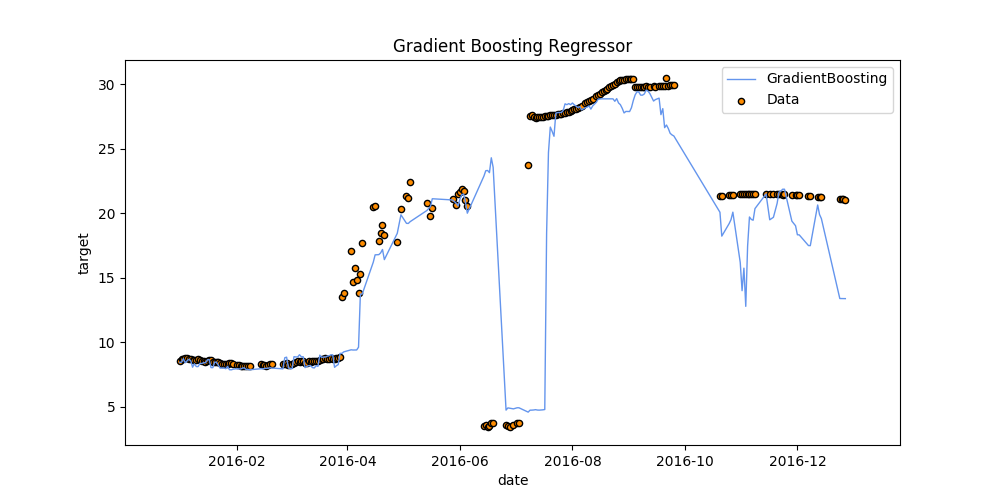 Gradient Boosting Regressor
GradientBoosting
Data
30
25
20
15
10
5
target
2016-02 2016-04 2016-06 2016-08 2016-10 2016-12
date